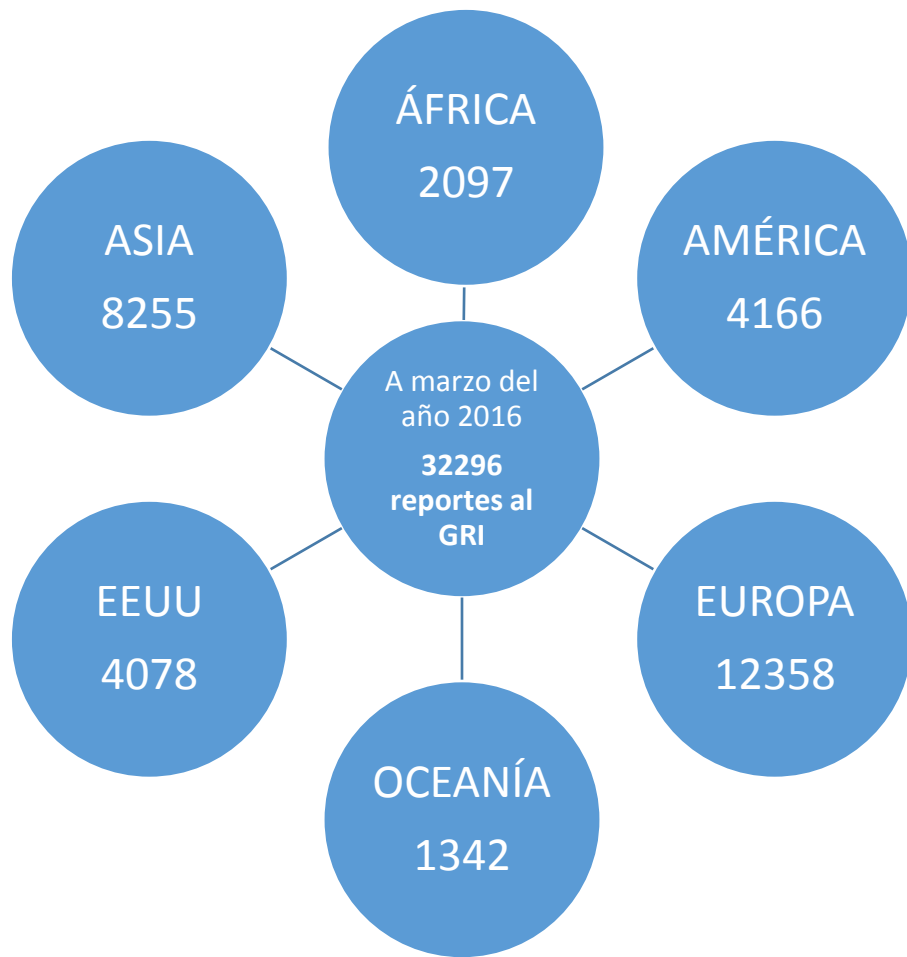 ÁFRICA
2097
AMÉRICA
4166
EUROPA
12358
OCEANÍA
1342
EEUU
4078
ASIA
8255
A marzo del
año 2016
32296
reportes al
GRI